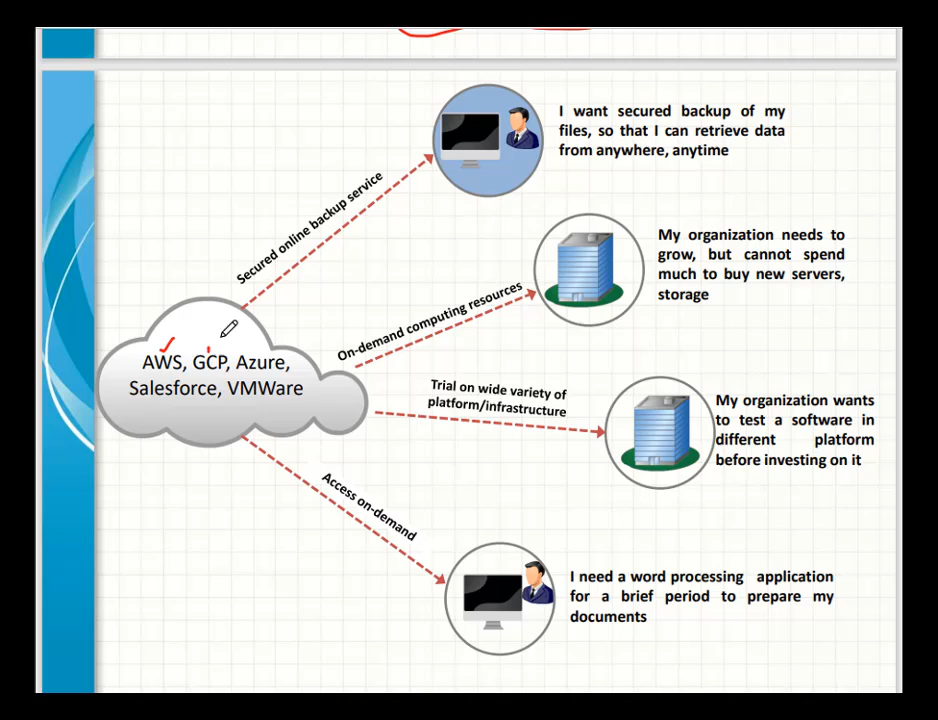 I want secured backup of my
files, so that I can retrieve data
from anywhere, anytime
Secured online backup service
My organization needs to
grow, but cannot spend
much to buy new servers,
storage
On-demand computing resources
AWS, GCP, Azure,
Salesforce, VMWare
Trial on wide variety of
platform/infrastructure
My organization wants
to test a software in
different platform
before investing on it
Access on-demand
I need a word processing application
for a brief period to prepare my
documents